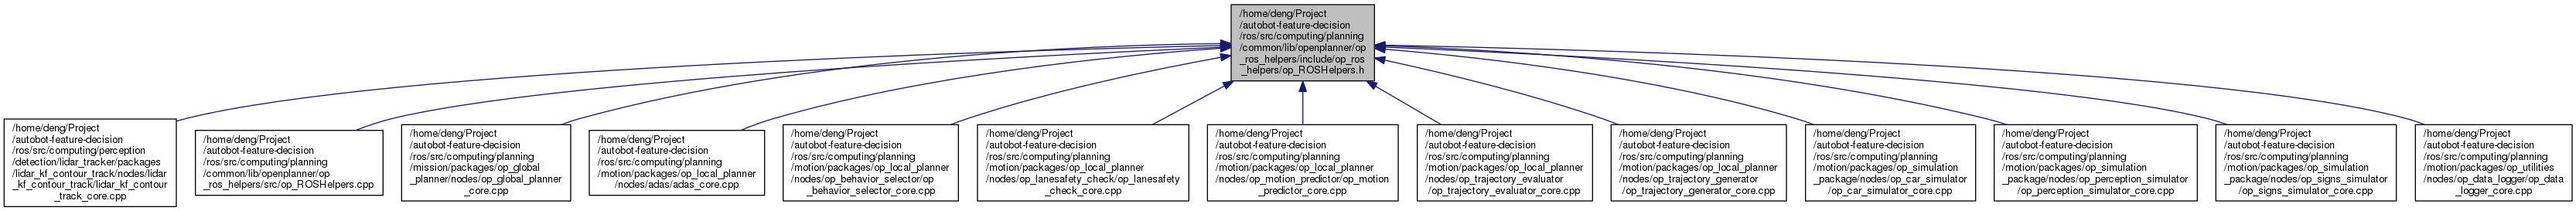 /home/deng/Project
/autobot-feature-decision
/ros/src/computing/planning
/common/lib/openplanner/op
_ros_helpers/include/op_ros
_helpers/op_ROSHelpers.h
/home/deng/Project
/autobot-feature-decision
/ros/src/computing/perception
/detection/lidar_tracker/packages
/lidar_kf_contour_track/nodes/lidar
_kf_contour_track/lidar_kf_contour
_track_core.cpp
/home/deng/Project
/autobot-feature-decision
/ros/src/computing/planning
/common/lib/openplanner/op
_ros_helpers/src/op_ROSHelpers.cpp
/home/deng/Project
/autobot-feature-decision
/ros/src/computing/planning
/mission/packages/op_global
_planner/nodes/op_global_planner
_core.cpp
/home/deng/Project
/autobot-feature-decision
/ros/src/computing/planning
/motion/packages/op_local_planner
/nodes/adas/adas_core.cpp
/home/deng/Project
/autobot-feature-decision
/ros/src/computing/planning
/motion/packages/op_local_planner
/nodes/op_behavior_selector/op
_behavior_selector_core.cpp
/home/deng/Project
/autobot-feature-decision
/ros/src/computing/planning
/motion/packages/op_local_planner
/nodes/op_lanesafety_check/op_lanesafety
_check_core.cpp
/home/deng/Project
/autobot-feature-decision
/ros/src/computing/planning
/motion/packages/op_local_planner
/nodes/op_motion_predictor/op_motion
_predictor_core.cpp
/home/deng/Project
/autobot-feature-decision
/ros/src/computing/planning
/motion/packages/op_local_planner
/nodes/op_trajectory_evaluator
/op_trajectory_evaluator_core.cpp
/home/deng/Project
/autobot-feature-decision
/ros/src/computing/planning
/motion/packages/op_local_planner
/nodes/op_trajectory_generator
/op_trajectory_generator_core.cpp
/home/deng/Project
/autobot-feature-decision
/ros/src/computing/planning
/motion/packages/op_simulation
_package/nodes/op_car_simulator
/op_car_simulator_core.cpp
/home/deng/Project
/autobot-feature-decision
/ros/src/computing/planning
/motion/packages/op_simulation
_package/nodes/op_perception_simulator
/op_perception_simulator_core.cpp
/home/deng/Project
/autobot-feature-decision
/ros/src/computing/planning
/motion/packages/op_simulation
_package/nodes/op_signs_simulator
/op_signs_simulator_core.cpp
/home/deng/Project
/autobot-feature-decision
/ros/src/computing/planning
/motion/packages/op_utilities
/nodes/op_data_logger/op_data
_logger_core.cpp